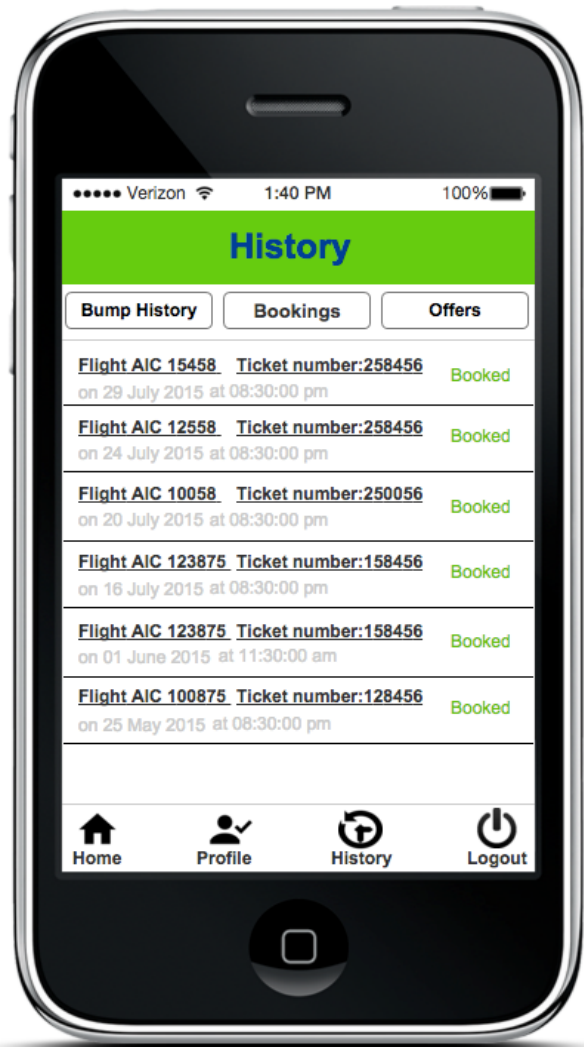 Verizon 1:40 PM 100%
History
Bump History Bookings Offers
Flight AIC 15458 Ticket number:258456
on 29 July 2015 at 08:30:00 pm
Booked
Flight AIC 12558 Ticket number:258456
on 24 July 2015 at 08:30:00 pm
Booked
Flight AIC 10058 Ticket number:250056
on 20 July 2015 at 08:30:00 pm
Booked
Flight AIC 123875 Ticket number:158456
on 16 July 2015 at 08:30:00 pm
Booked
Flight AIC 123875 Ticket number:158456
on 01 June 2015 at 11:30:00 am
Booked
Flight AIC 100875 Ticket number:128456
on 25 May 2015 at 08:30:00 pm
Booked
Home Profile History Logout